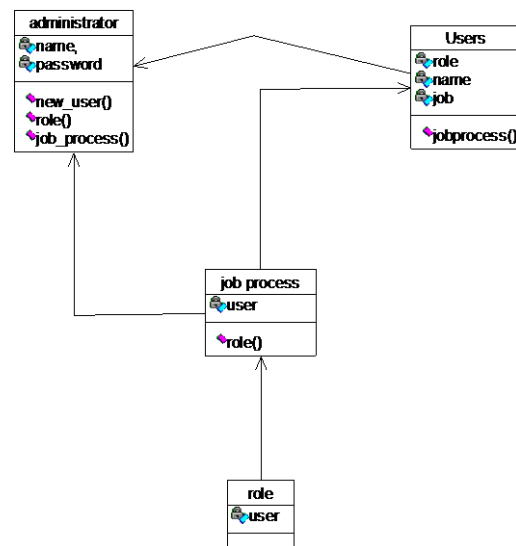 administrator
name,
password
new_user()
role()
job_process()
Users
role
name
job
jobprocess()
job process
user
role()
role
user